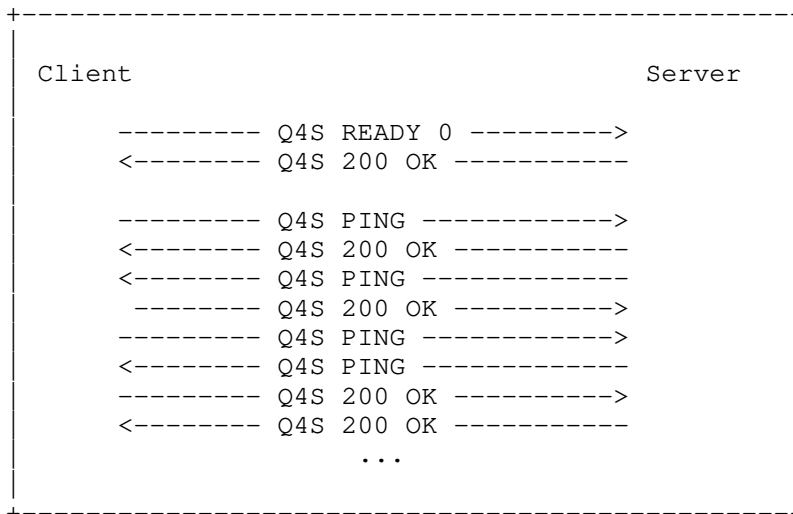 Client Server
--------- Q4S READY 0 --------->
<-------- Q4S 200 OK -----------
--------- Q4S PING ------------>
<-------- Q4S 200 OK -----------
<-------- Q4S PING -------------
-------- Q4S 200 OK ---------->
--------- Q4S PING ------------>
<-------- Q4S PING -------------
--------- Q4S 200 OK ---------->
<-------- Q4S 200 OK -----------
...